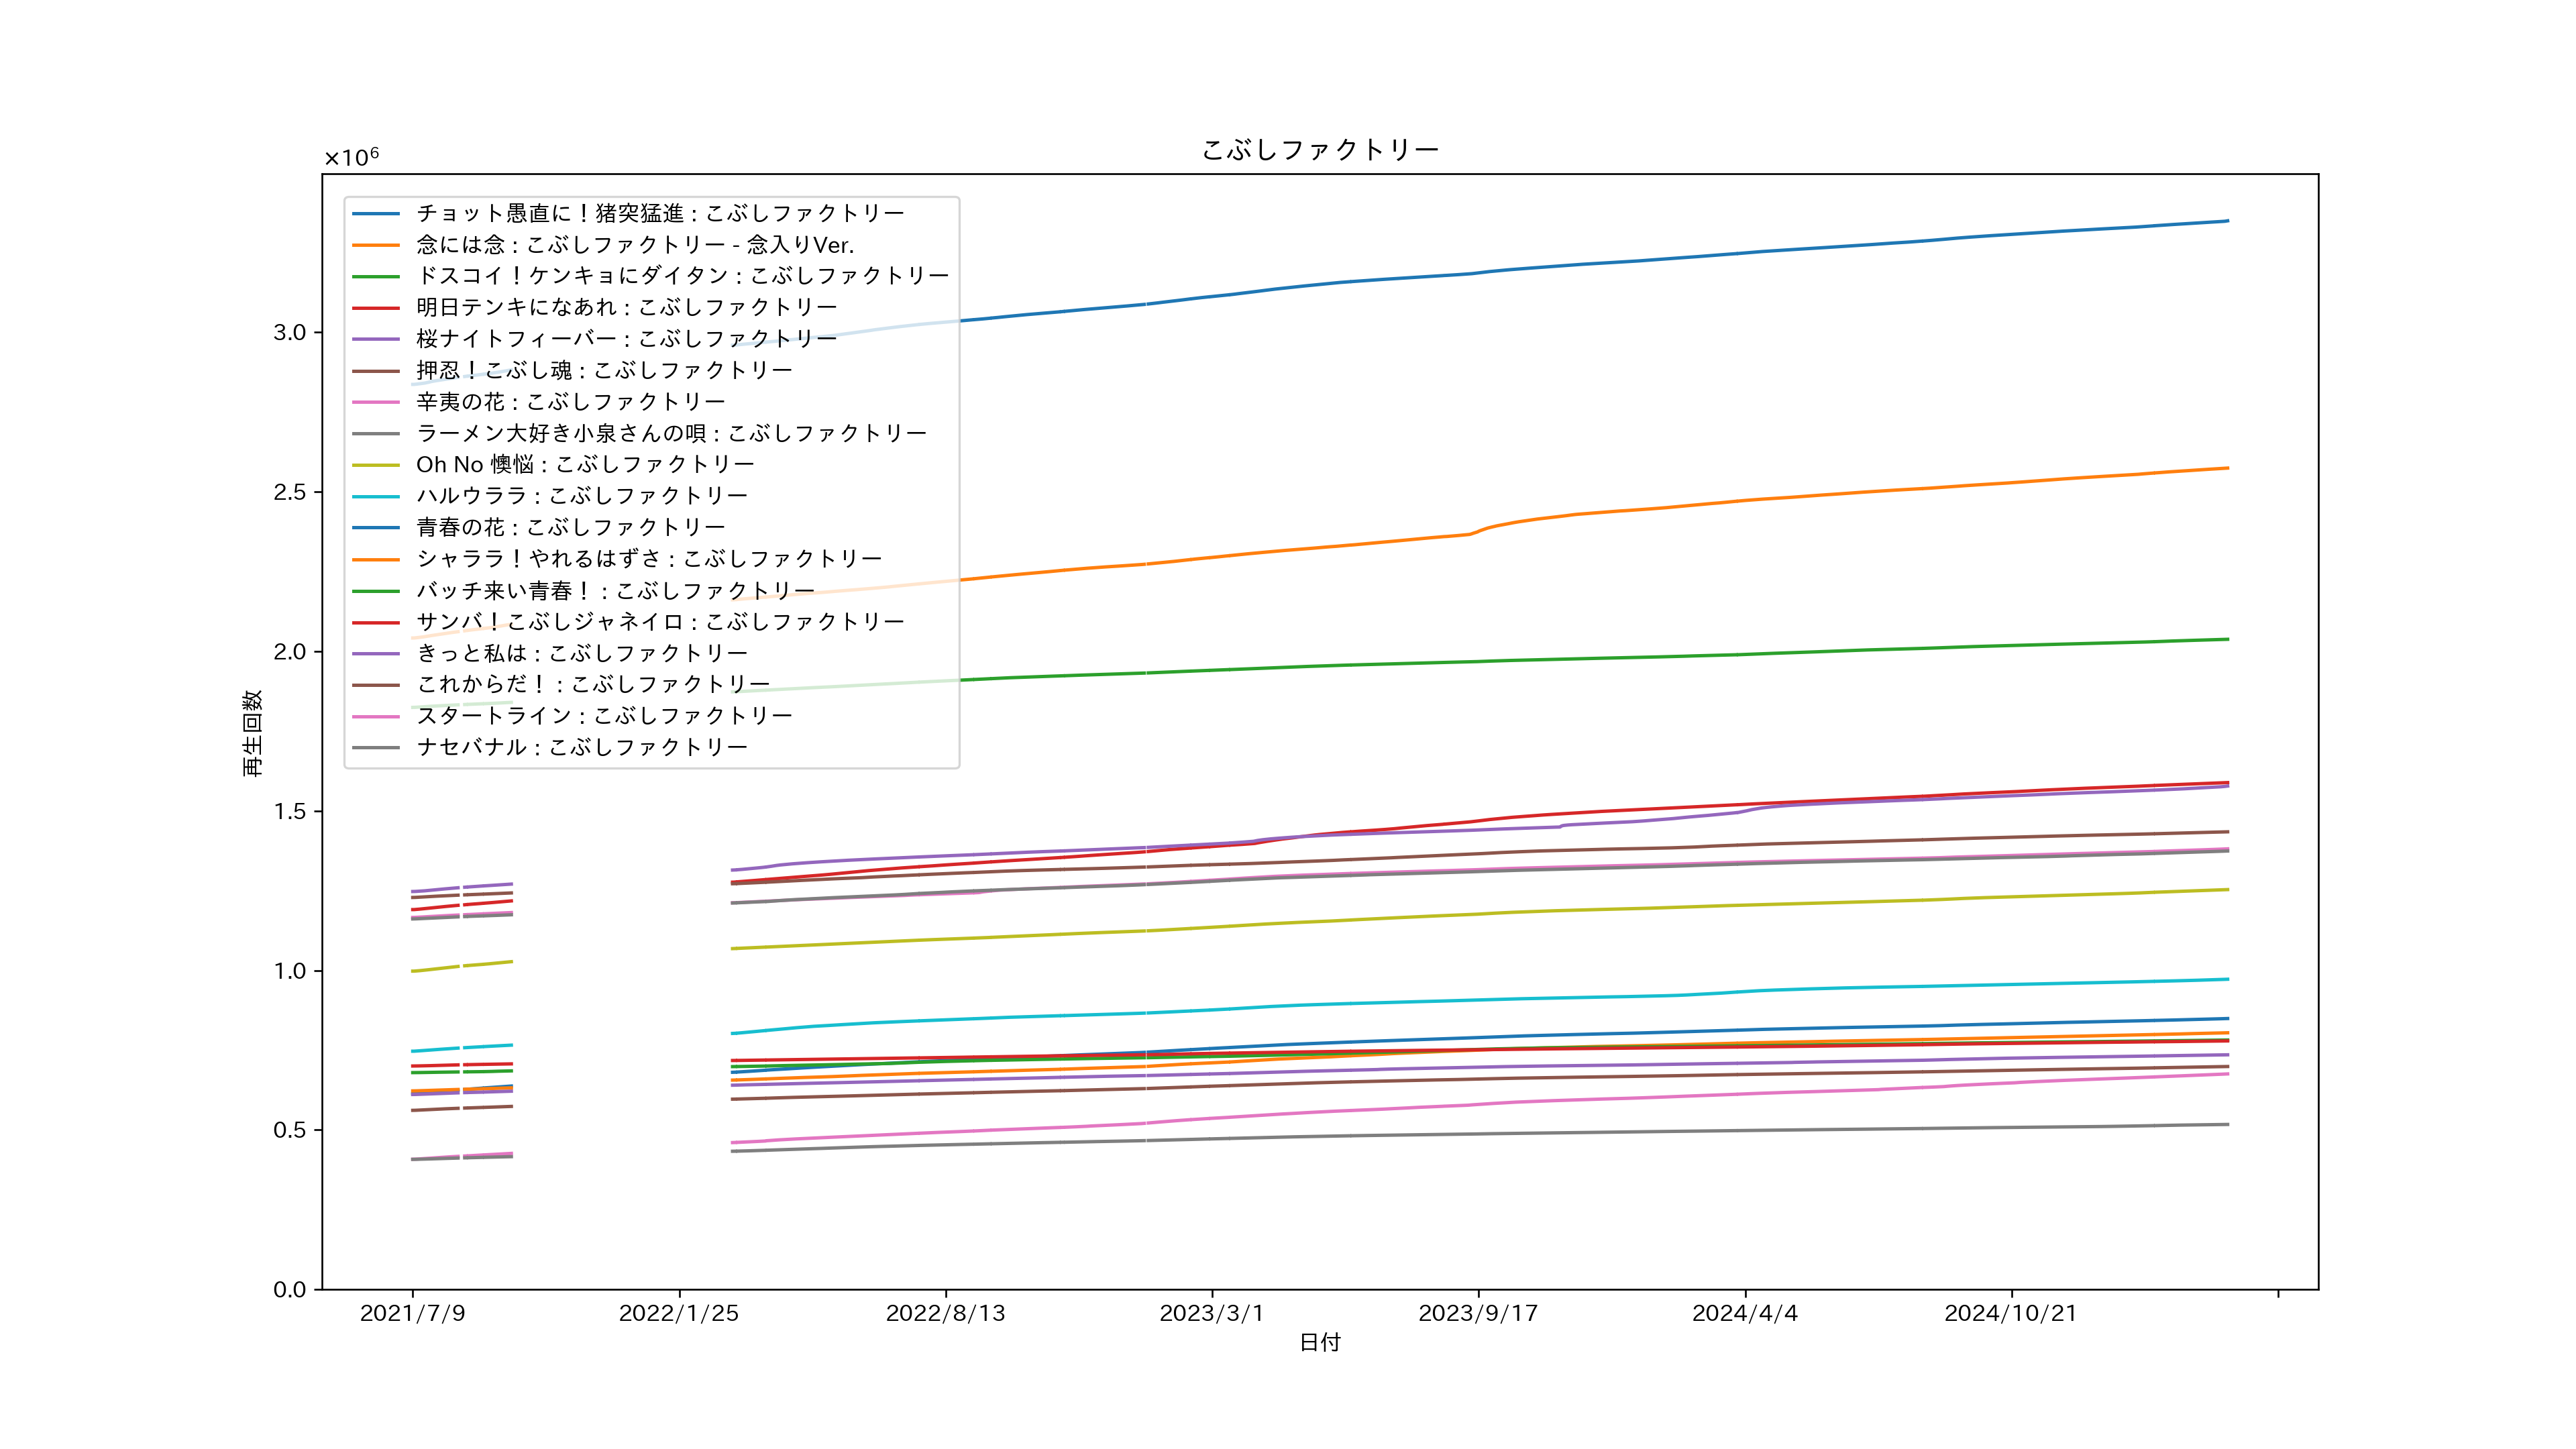 こぶしファクトリー
×10⁶
チョット愚直に！猪突猛進 : こぶしファクトリー
念には念 : こぶしファクトリー - 念入りVer.
ドスコイ！ケンキョにダイタン : こぶしファクトリー
明日テンキになあれ : こぶしファクトリー
桜ナイトフィーバー : こぶしファクトリー
押忍！こぶし魂 : こぶしファクトリー
辛夷の花 : こぶしファクトリー
ラーメン大好き小泉さんの唄 : こぶしファクトリー
Oh No 懊悩 : こぶしファクトリー
ハルウララ : こぶしファクトリー
青春の花 : こぶしファクトリー
シャララ！やれるはずさ : こぶしファクトリー
バッチ来い青春！ : こぶしファクトリー
サンバ！こぶしジャネイロ : こぶしファクトリー
きっと私は : こぶしファクトリー
これからだ！ : こぶしファクトリー
スタートライン : こぶしファクトリー
ナセバナル : こぶしファクトリー
3.0
2.5
2.0
1.5
1.0
0.5
0.0
再生回数
2021/7/9
2022/1/25
2022/8/13
2023/3/1
2023/9/17
2024/4/4
2024/10/21
日付